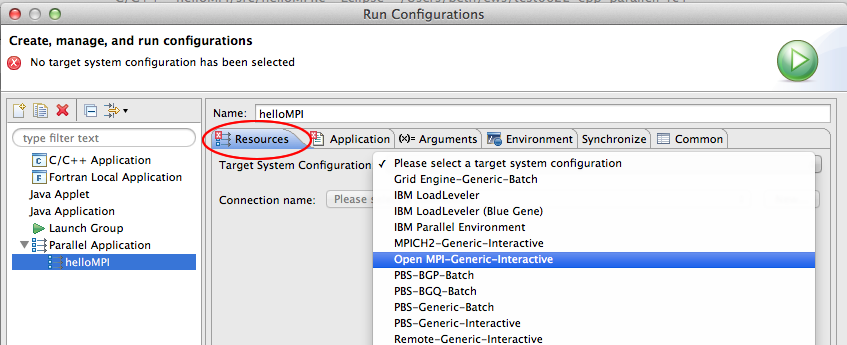 Run Configurations
Create, manage, and run configurations
No target system configuration has been selected
Name: helloMPI
type filter text
C/C++ Application
Fortran Local Application
Java Applet
Java Application
Launch Group
Parallel Application
helloMPI
Resources Application (x)= Arguments Environment Synchronize Common
Target System Configuration ✓ Please select a target system configuration
Grid Engine-Generic-Batch
Connection name: Please
IBM LoadLeveler
IBM LoadLeveler (Blue Gene)
IBM Parallel Environment
MPICH2-Generic-Interactive
Open MPI-Generic-Interactive
PBS-BGP-Batch
PBS-BGQ-Batch
PBS-Generic-Batch
PBS-Generic-Interactive
Remote-Generic-Interactive